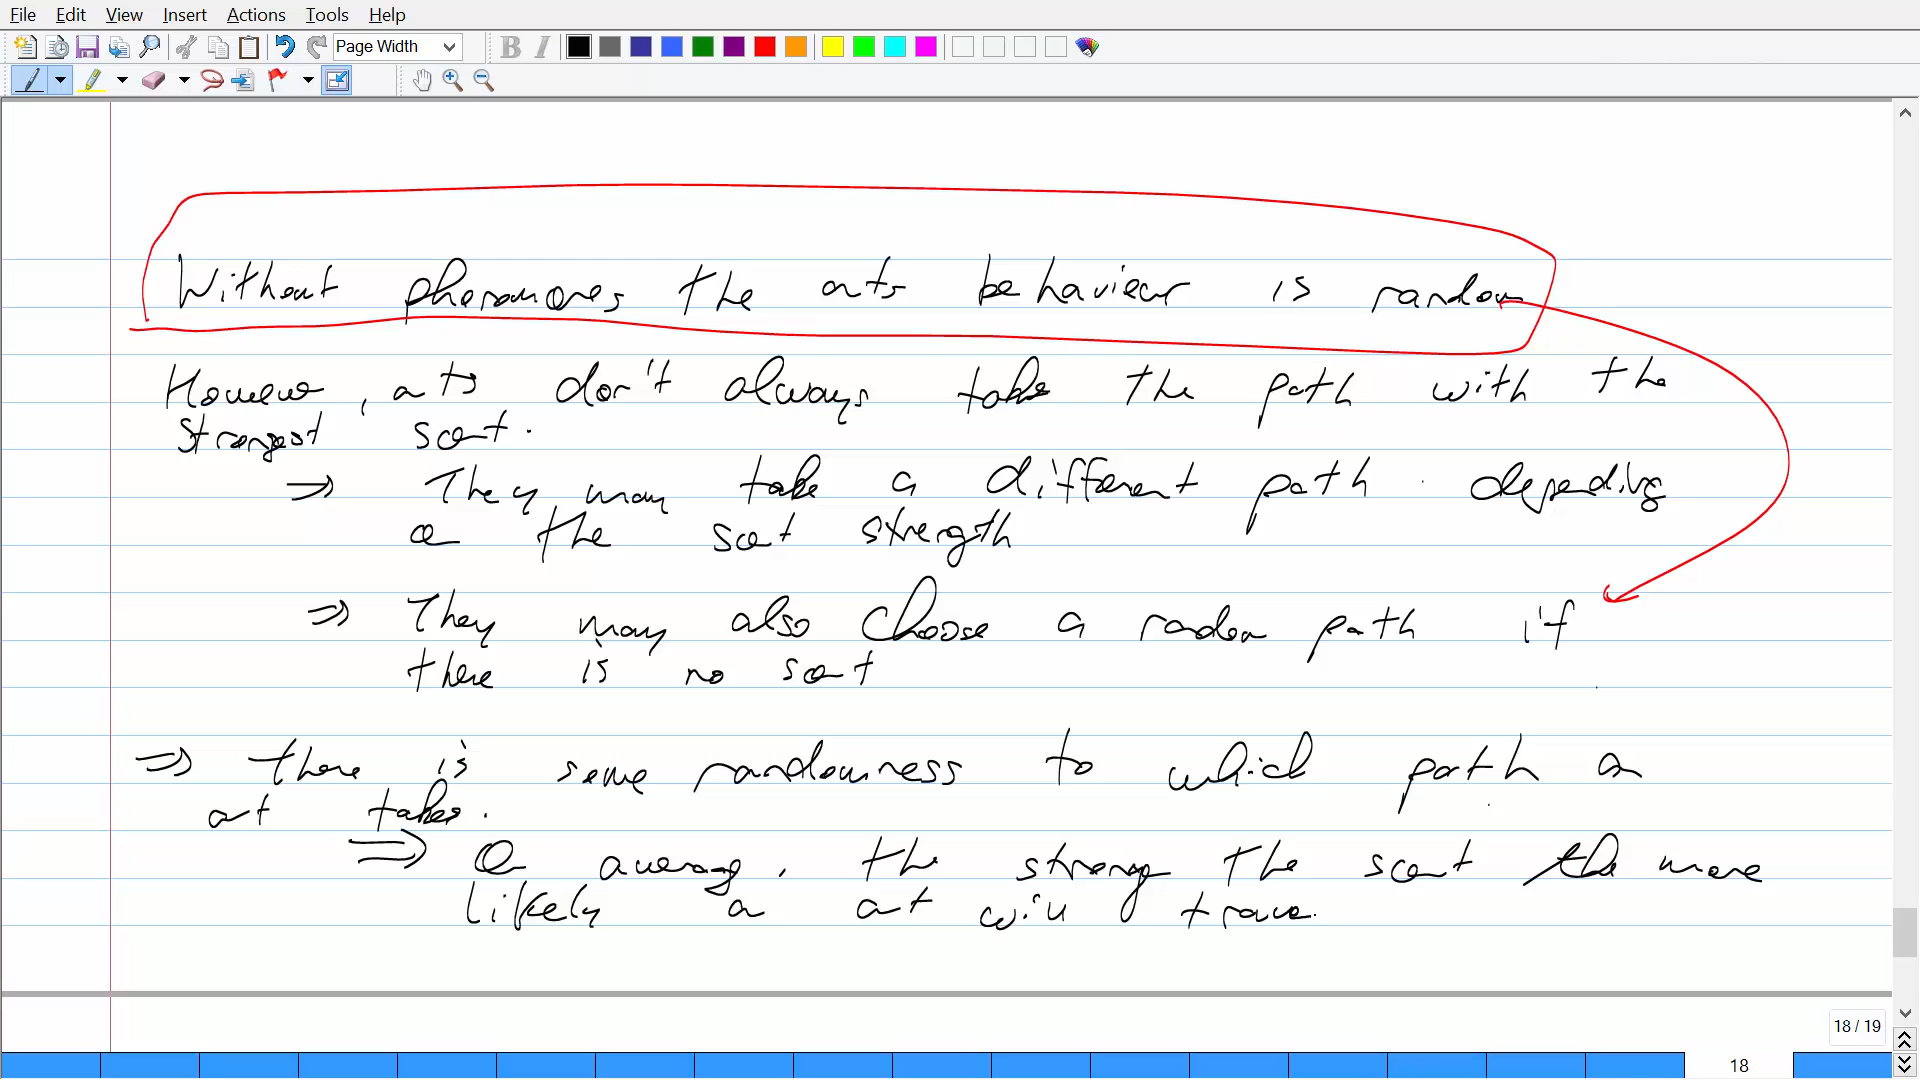 File Edit View Insert Actions Tools Help
Page Width
B I
Without pheromones the ants behaviour is random
However, ants don't always take the path with the
strongest scent.
⇒ They may take a different path depending
on the scent strength
⇒ They may also choose a random path if
there is no scent
⇒ there is some randomness to which path an
ant takes.
⇒ On average, the stronger the scent the more
likely an ant will trave
18 / 19
18